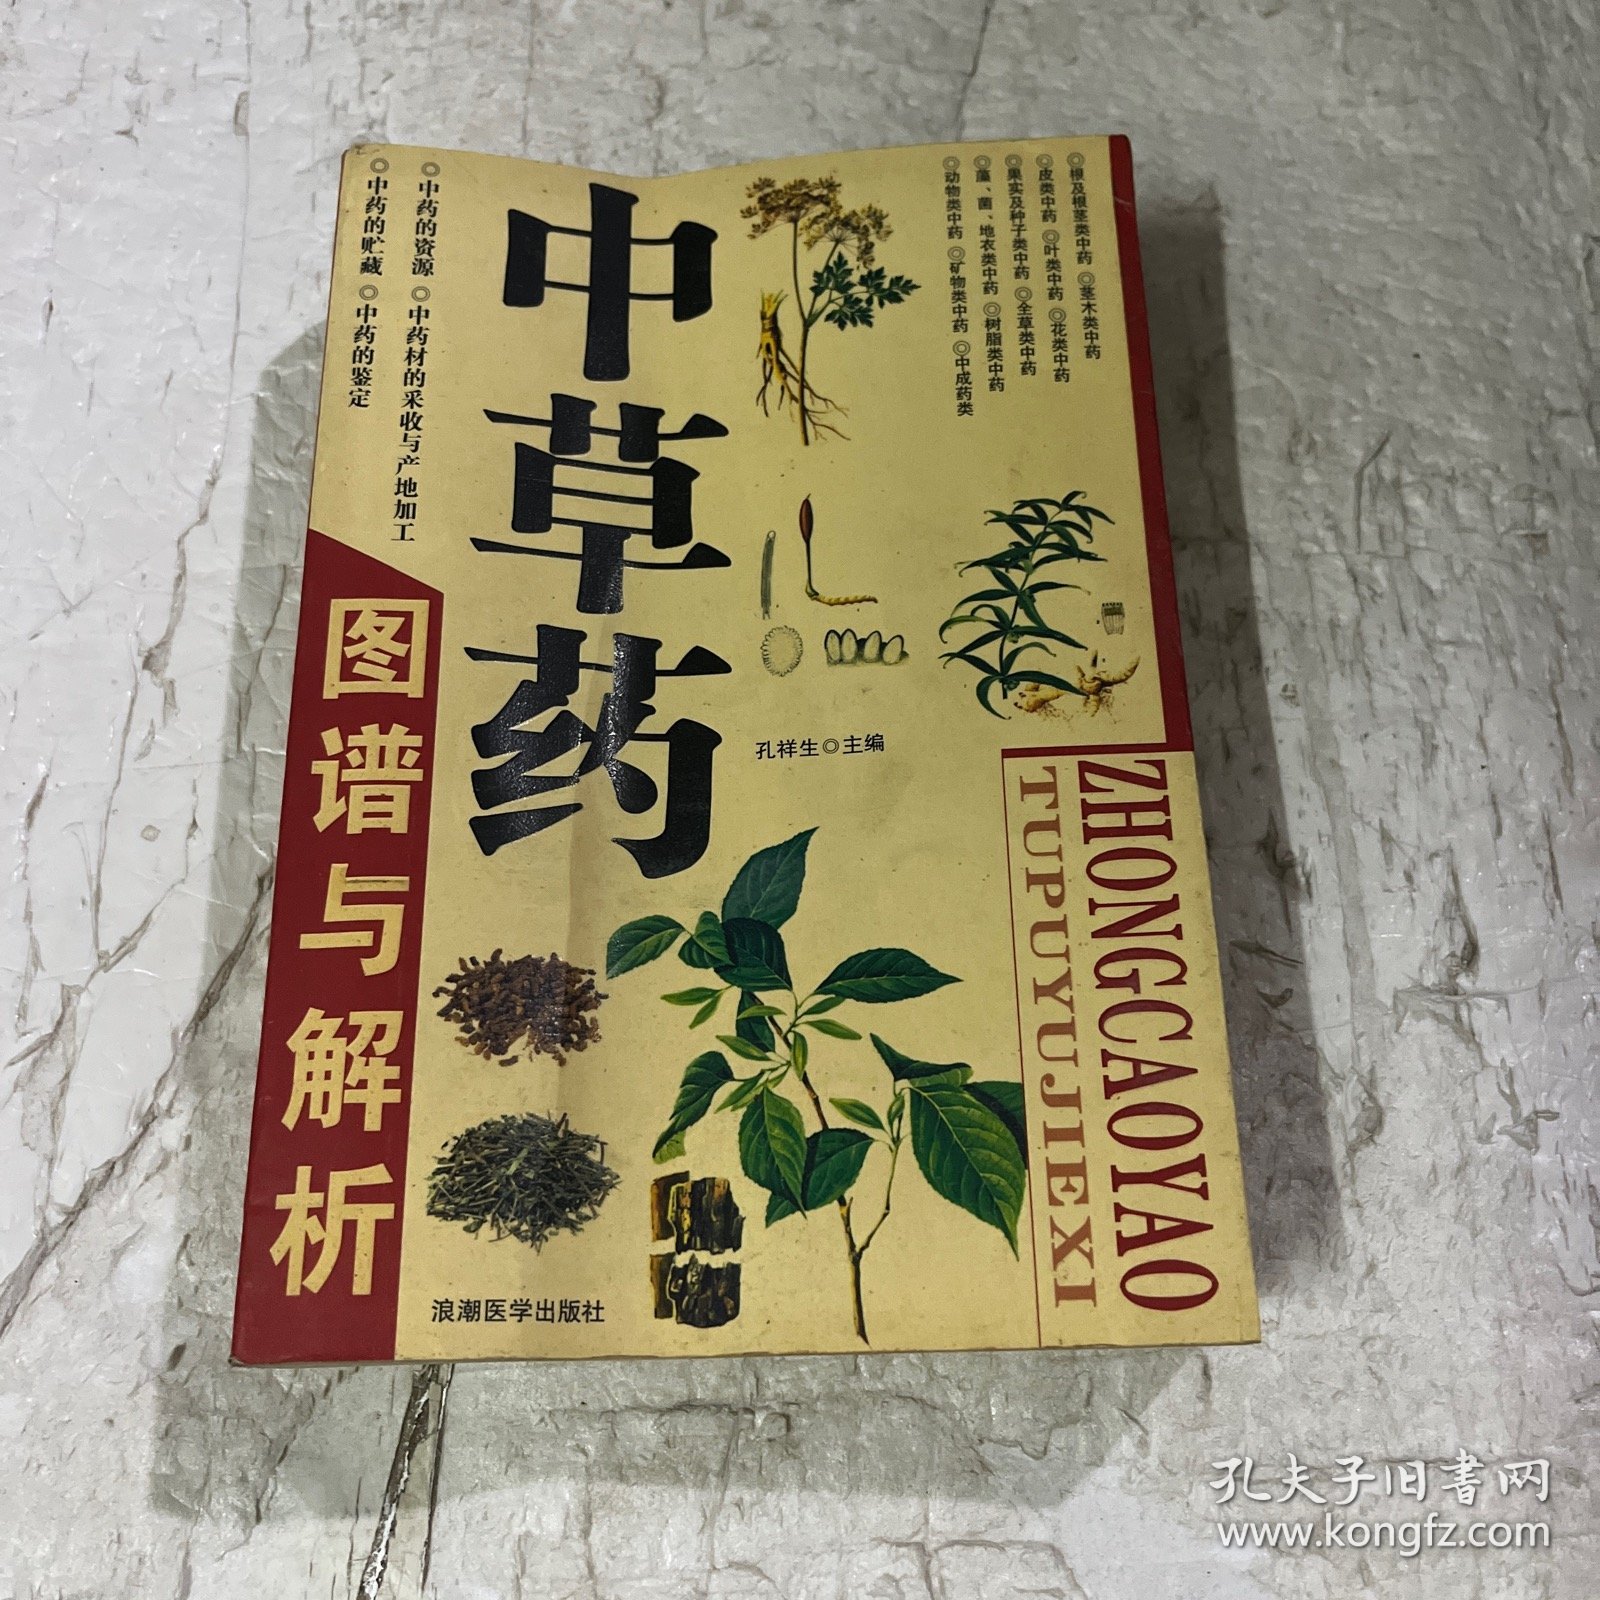 ◎中药的资源 ◎中药材的采收与产地加工
◎中药的贮藏 ◎中药的鉴定
中草药
图谱与解析
◎根及根茎类中药 ◎茎木类中药
◎皮类中药 ◎叶类中药 ◎花类中药
◎果实及种子类中药 ◎全草类中药
◎藻、菌、地衣类中药 ◎树脂类中药
◎动物类中药 ◎矿物类中药 ◎中成药类
孔祥生◎主编
ZHONGCAOYAO
TUPUYUJIEXI
浪潮医学出版社
孔夫子旧书网
www.kongfz.com